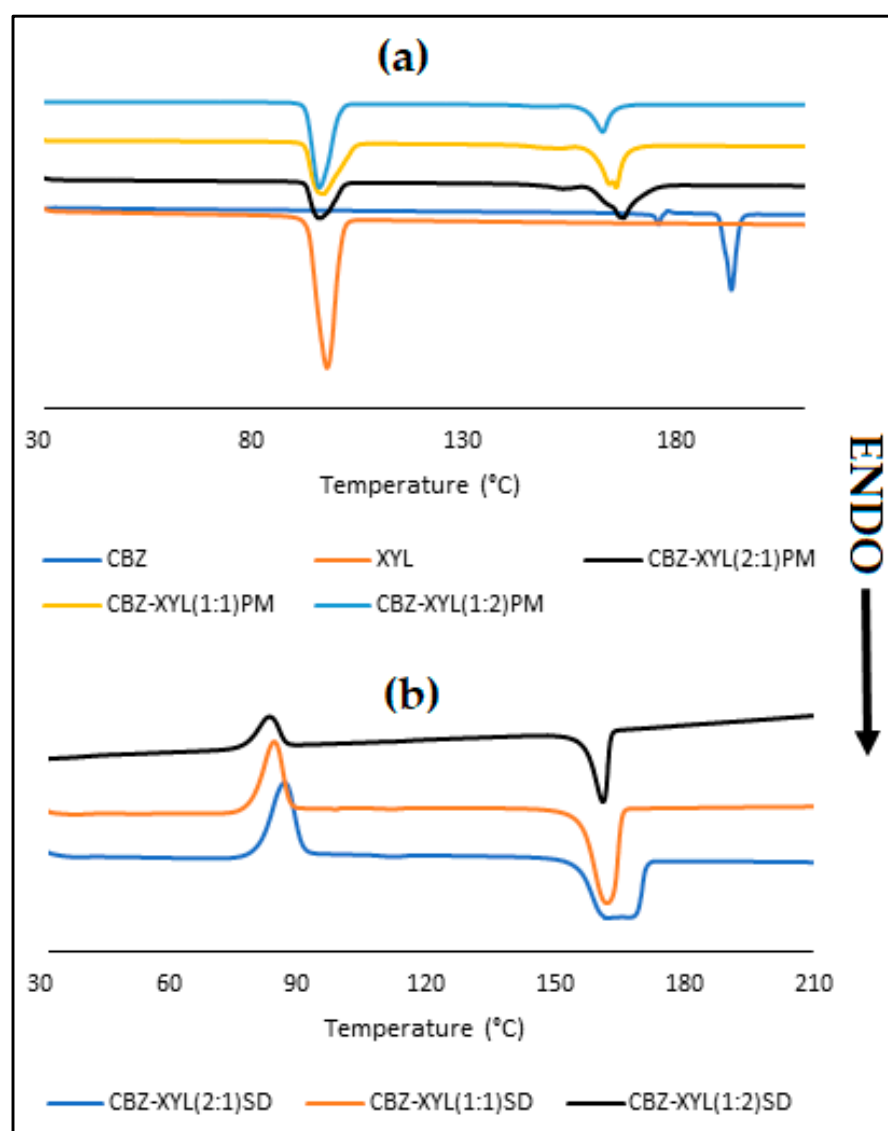 (a)
30 80 130 180
Temperature (°C)
CBZ XYL CBZ-XYL(2:1)PM
CBZ-XYL(1:1)PM CBZ-XYL(1:2)PM
ENDO
(b)
30 60 90 120 150 180 210
Temperature (°C)
CBZ-XYL(2:1)SD CBZ-XYL(1:1)SD CBZ-XYL(1:2)SD